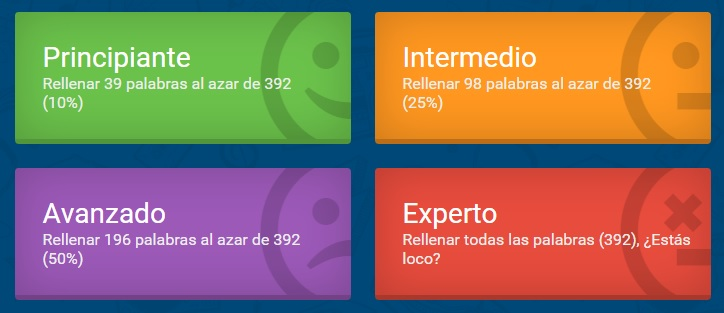 Principiante
Rellenar 39 palabras al azar de 392
(10%)
Intermedio
Rellenar 98 palabras al azar de 392
(25%)
Avanzado
Rellenar 196 palabras al azar de 392
(50%)
Experto
Rellenar todas las palabras (392), ¿Estás
loco?